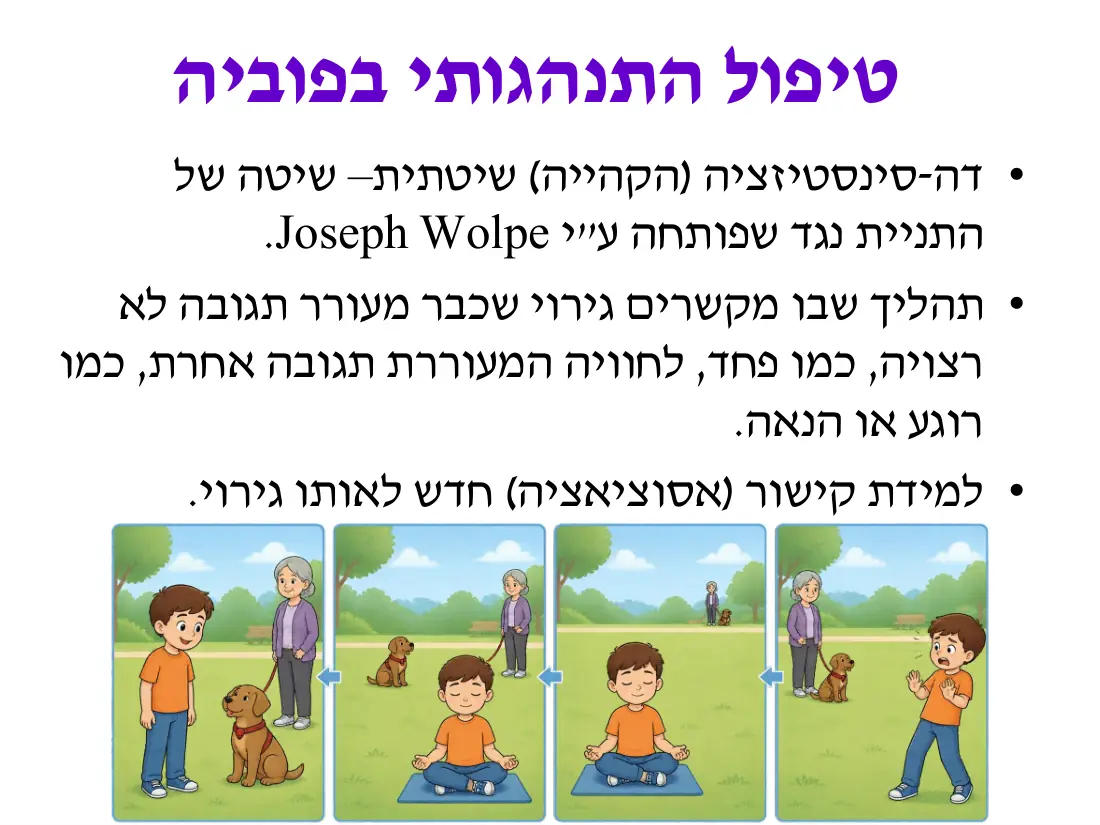 טיפול התנהגותי בפוביה
• דה-סינסטיזציה (הקהייה) שיטתית– שיטה של
התניית נגד שפותחה ע״י Joseph Wolpe.
• תהליך שבו מקשרים גירוי שכבר מעורר תגובה לא
רצויה, כמו פחד, לחוויה המעוררת תגובה אחרת, כמו
רוגע או הנאה.
• למידת קישור (אסוציאציה) חדש לאותו גירוי.